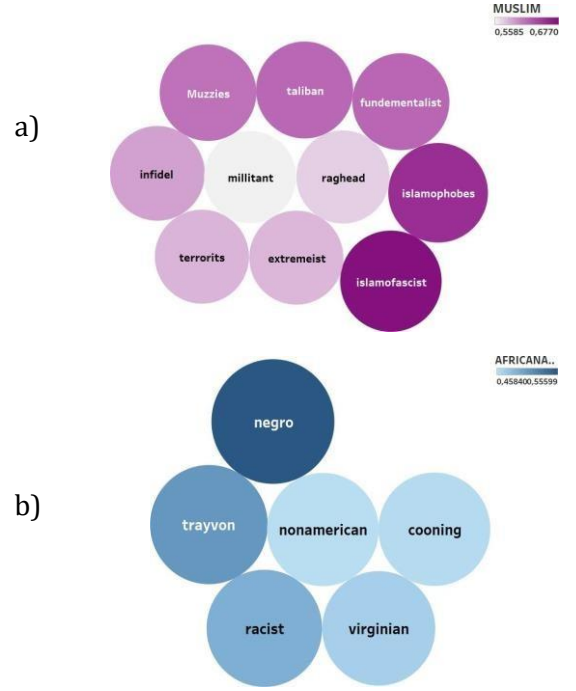 MUSLIM
0,5585 0,6770
a)
Muzzies
taliban
fundementalist
infidel
millitant
raghead
islamophobes
terrorits
extremeist
islamofascist
AFRICANA..
0,458400,55599
b)
negro
trayvon
nonamerican
cooning
racist
virginian